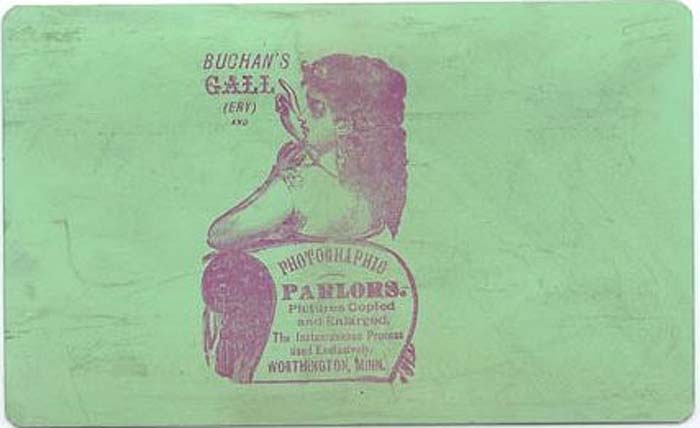 BUCHAN'S
GALL
(ERY)
AND
PHOTOGRAPHIC
PARLORS.
Pictures Copied
and Enlarged.
The Instantaneous Process
used Exclusively.
WORTHINGTON, MINN.